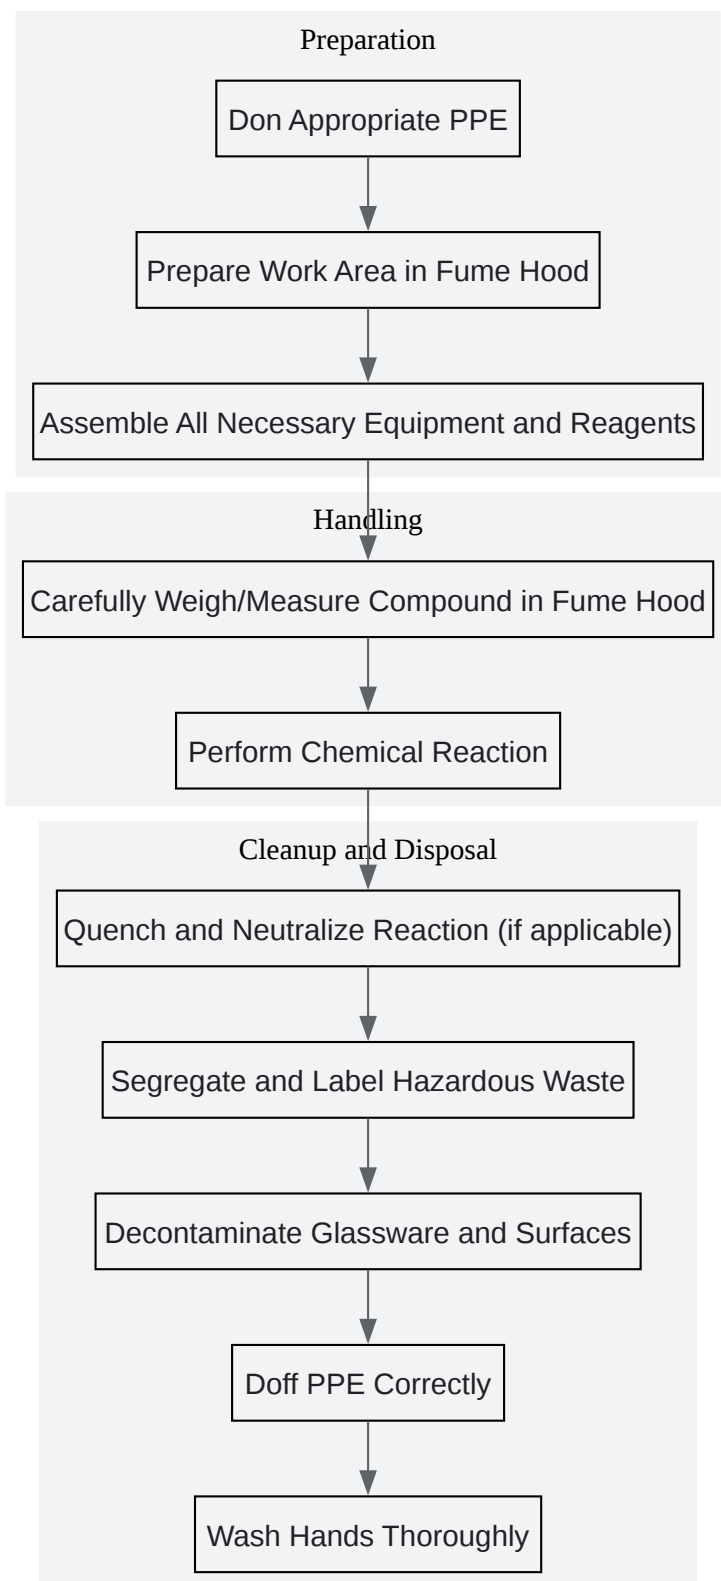 Preparation
Don Appropriate PPE
Prepare Work Area in Fume Hood
Assemble All Necessary Equipment and Reagents
Handling
Carefully Weigh/Measure Compound in Fume Hood
Perform Chemical Reaction
Cleanup and Disposal
Quench and Neutralize Reaction (if applicable)
Segregate and Label Hazardous Waste
Decontaminate Glassware and Surfaces
Doff PPE Correctly
Wash Hands Thoroughly